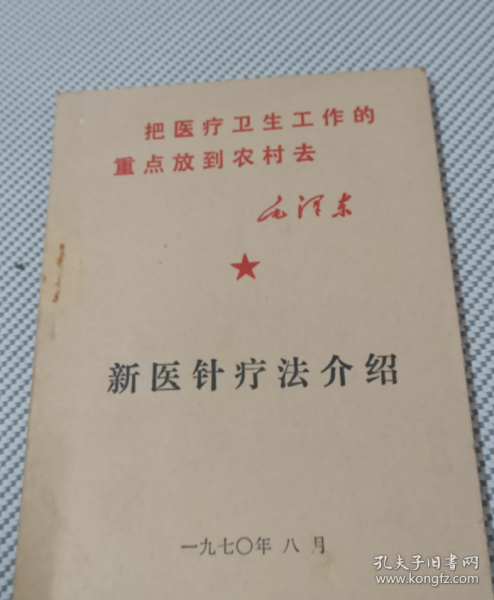 把医疗卫生工作的
重点放到农村去
毛泽东
新医针疗法介绍
一九七〇年 八 月
孔夫子旧书网
www.kongfz.com